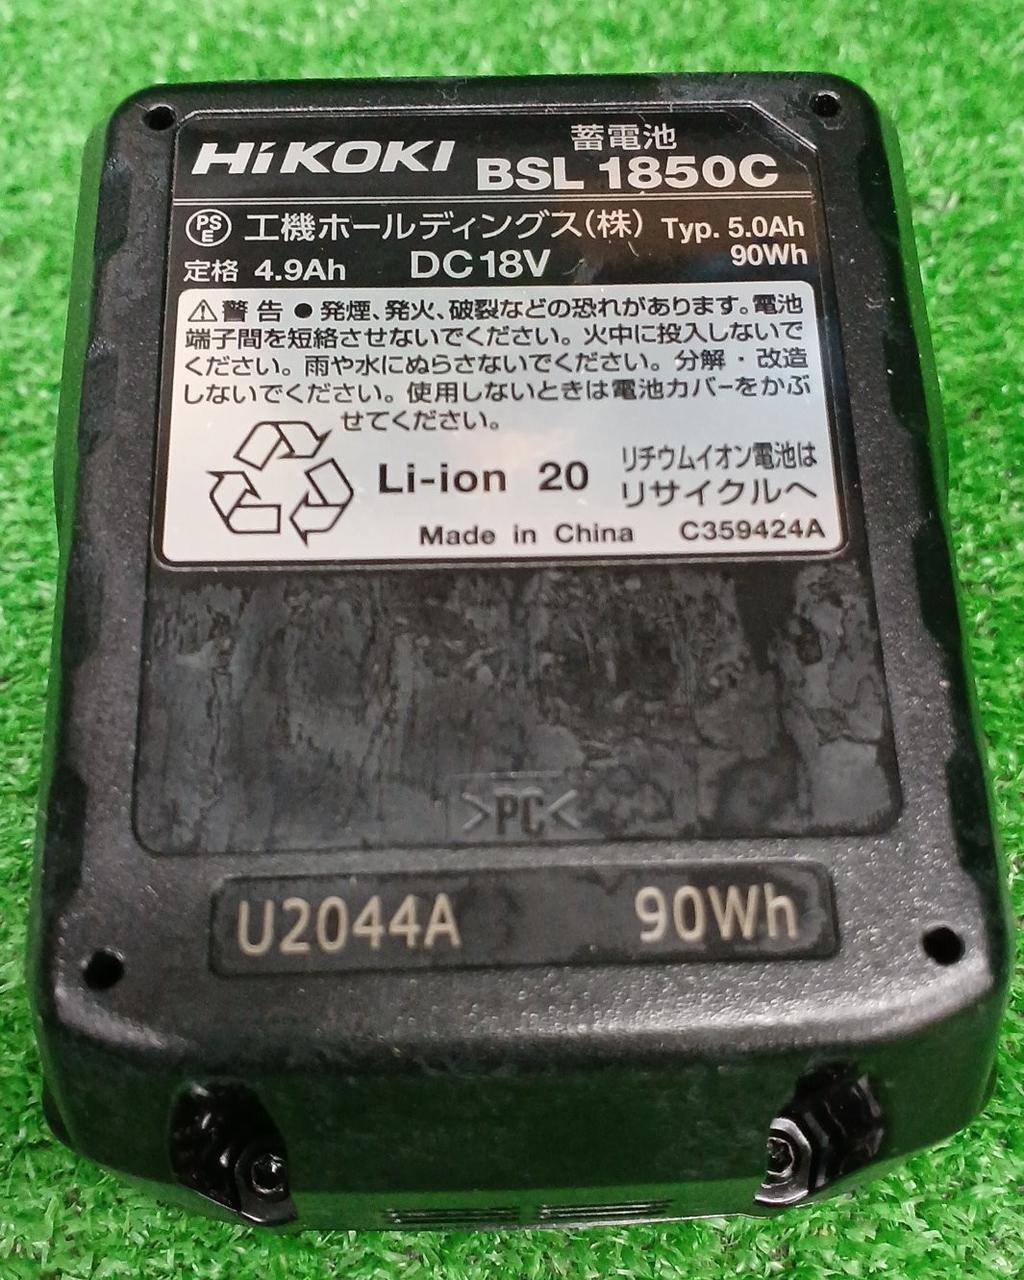 HiKOKI
蓄電池
BSL 1850C
PS
E
工機ホールディングス(株)
Typ. 5.0Ah
90Wh
定格 4.9Ah
DC 18V
⚠警告 ●発煙、発火、破裂などの恐れがあります。電池
端子間を短絡させないでください。火中に投入しないで
ください。雨や水にぬらさないでください。分解・改造
しないでください。使用しないときは電池カバーをかぶ
せてください。
Li-ion 20
リチウムイオン電池は
リサイクルへ
Made in China
C359424A
>PC<
U2044A
90Wh